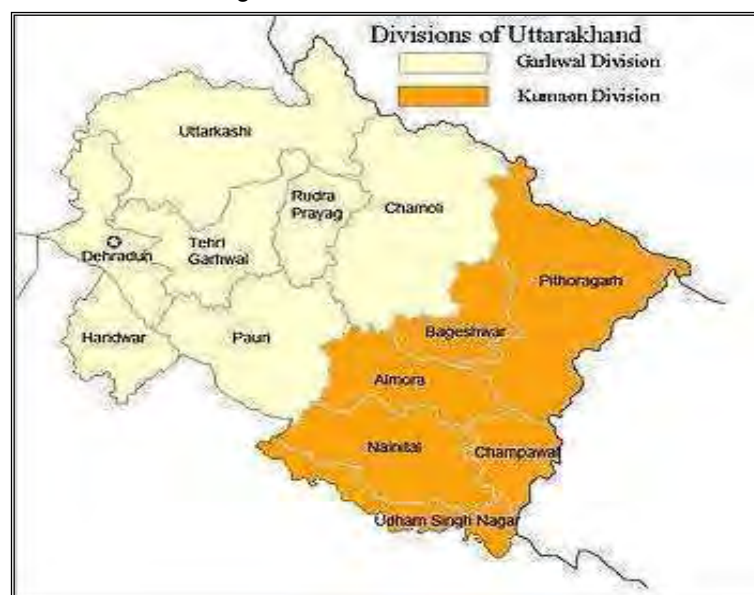 Divisions of Uttarakhand
Garhwal Division
Kumaon Division
Uttarkashi
Rudra
Prayag
Chamoli
Dehradun
Tehri
Garhwal
Pithoragarh
Haridwar
Pauri
Bageshwar
Almora
Nainital
Champawat
Udham Singh Nagar